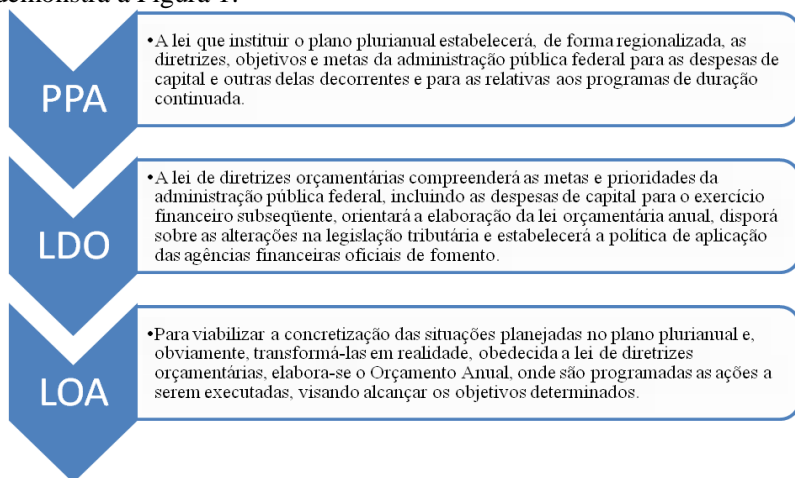 demonstra a Figura 1.
PPA
•A lei que instituir o plano plurianual estabelecerá, de forma regionalizada, as
diretrizes, objetivos e metas da administração pública federal para as despesas de
capital e outras delas decorrentes e para as relativas aos programas de duração
continuada.
LDO
•A lei de diretrizes orçamentárias compreenderá as metas e prioridades da
administração pública federal, incluindo as despesas de capital para o exercício
financeiro subseqüente, orientará a elaboração da lei orçamentária anual, disporá
sobre as alterações na legislação tributária e estabelecerá a política de aplicação
das agências financeiras oficiais de fomento.
LOA
•Para viabilizar a concretização das situações planejadas no plano plurianual e,
obviamente, transformá-las em realidade, obedecida a lei de diretrizes
orçamentárias, elabora-se o Orçamento Anual, onde são programadas as ações a
serem executadas, visando alcançar os objetivos determinados.